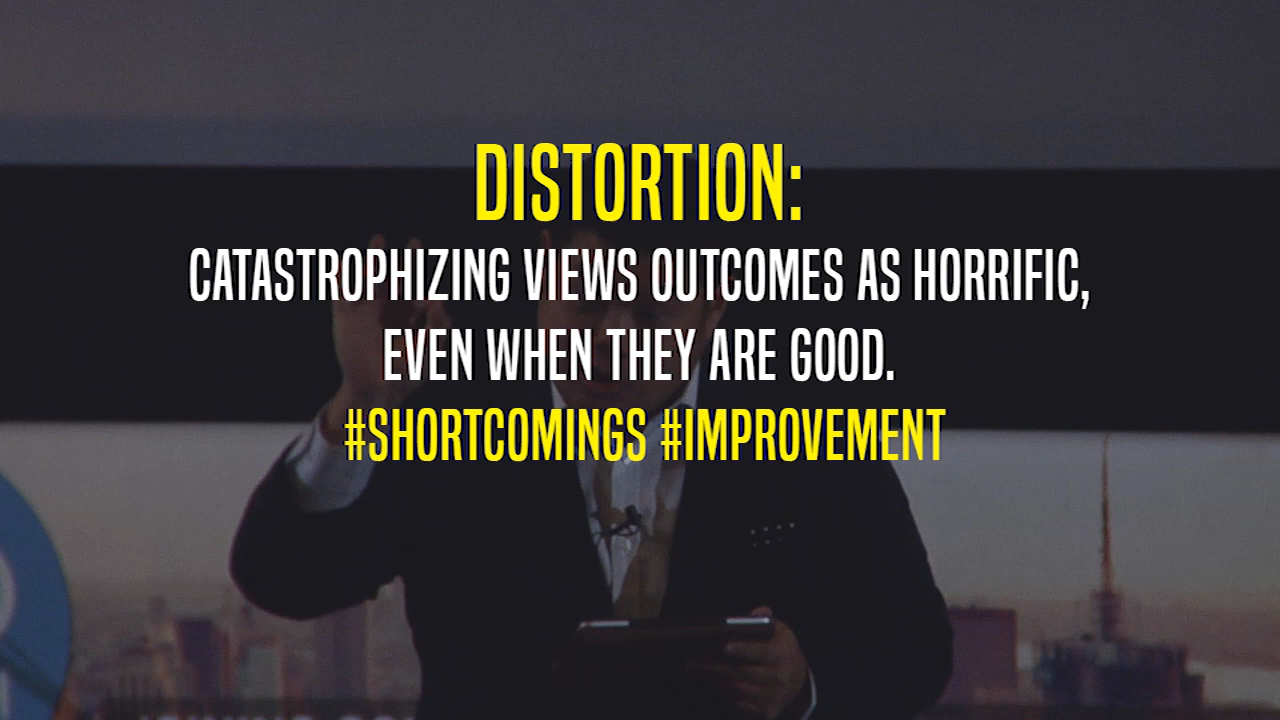 DISTORTION:
CATASTROPHIZING VIEWS OUTCOMES AS HORRIFIC,
EVEN WHEN THEY ARE GOOD.
#SHORTCOMINGS #IMPROVEMENT